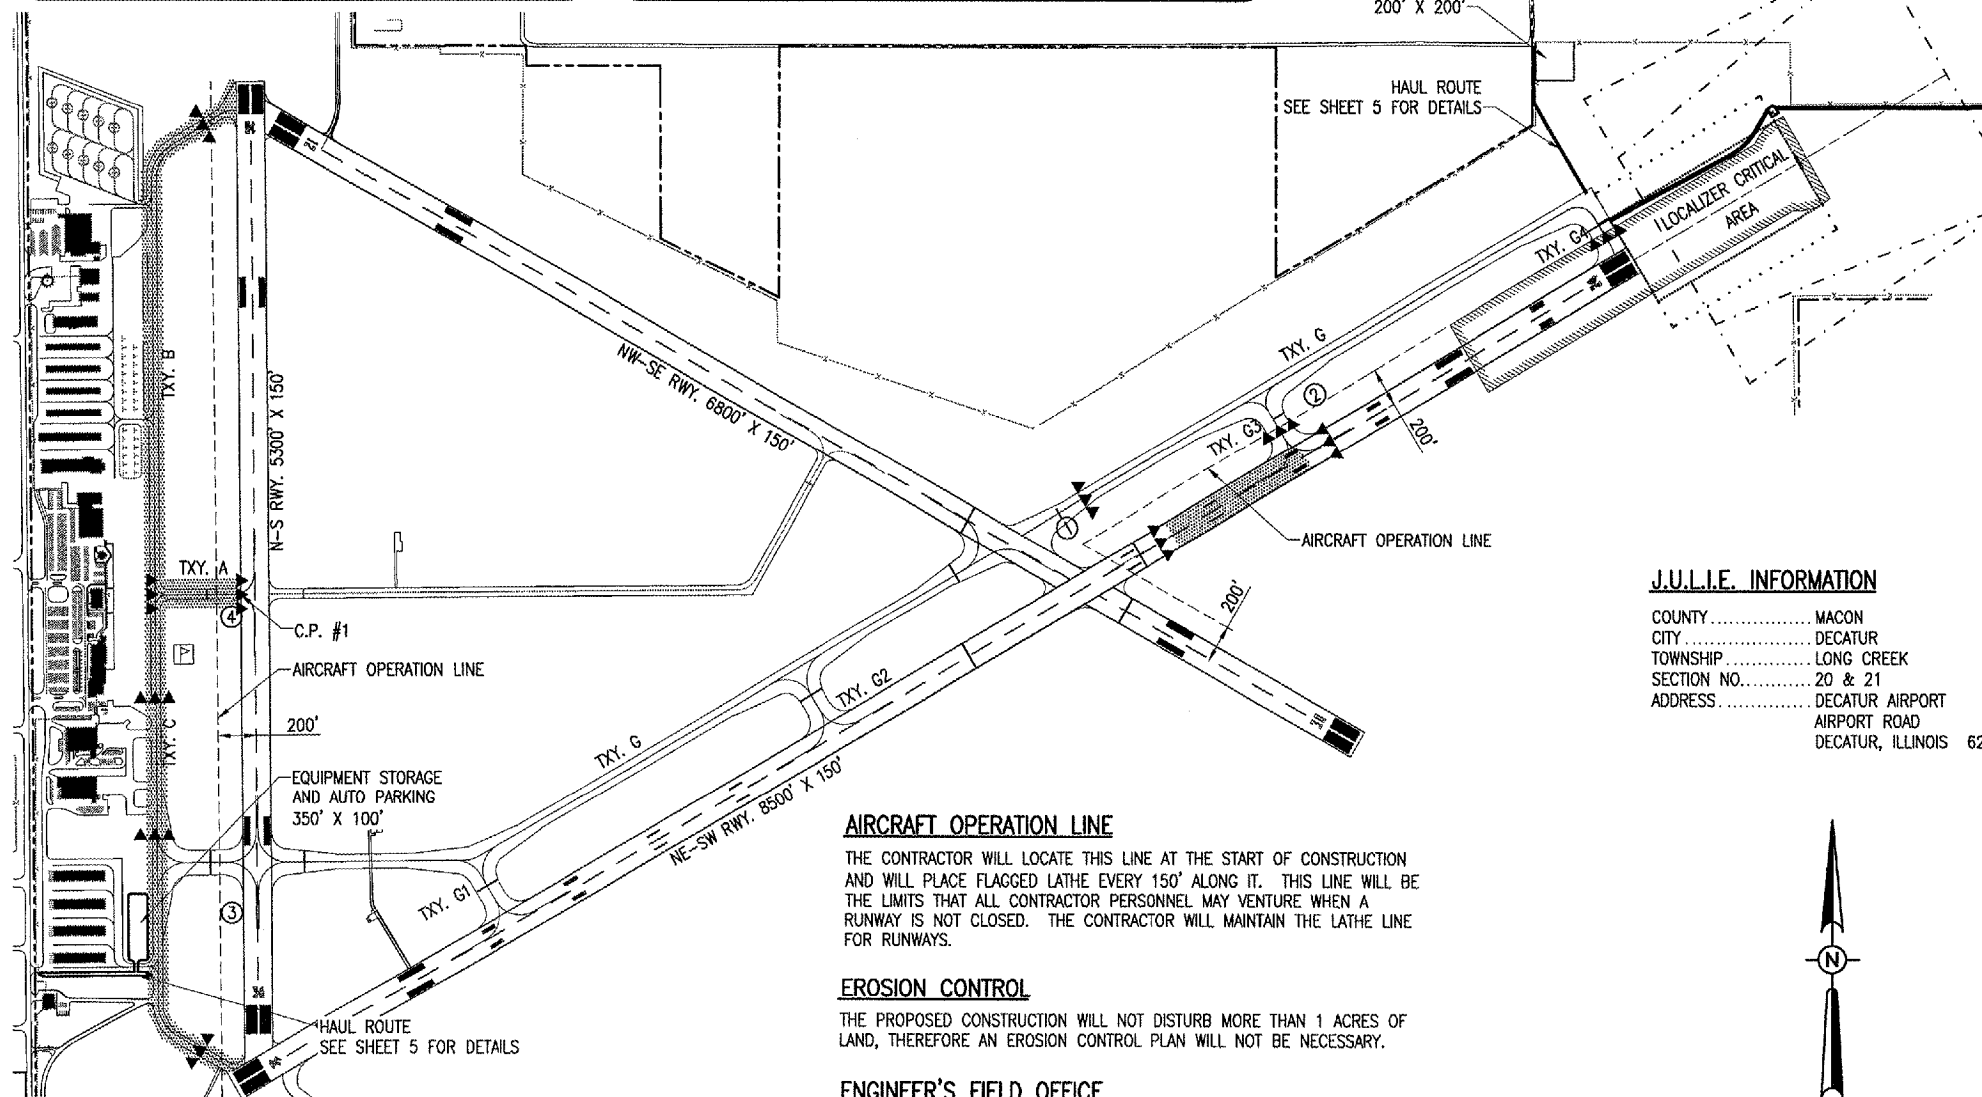 200' X 200'
HAUL ROUTE
SEE SHEET 5 FOR DETAILS
LOCALIZER CRITICAL
AREA
TXY. G4
TXY. G
TXY. B
N-S RWY. 5300' X 150'
NW-SE RWY. 6800' X 150'
2
TXY. G3
200'
1
AIRCRAFT OPERATION LINE
TXY. A
4
C.P. #1
200'
AIRCRAFT OPERATION LINE
TXY. C
200'
TXY. G2
TXY. G
30
EQUIPMENT STORAGE
AND AUTO PARKING
350' X 100'
NE-SW RWY. 8500' X 150'
TXY. G1
3
36
HAUL ROUTE
SEE SHEET 5 FOR DETAILS
J.U.L.I.E. INFORMATION
COUNTY................ MACON
CITY...................... DECATUR
TOWNSHIP............. LONG CREEK
SECTION NO........... 20 & 21
ADDRESS............... DECATUR AIRPORT
AIRPORT ROAD
DECATUR, ILLINOIS 62
AIRCRAFT OPERATION LINE
THE CONTRACTOR WILL LOCATE THIS LINE AT THE START OF CONSTRUCTION
AND WILL PLACE FLAGGED LATHE EVERY 150' ALONG IT. THIS LINE WILL BE
THE LIMITS THAT ALL CONTRACTOR PERSONNEL MAY VENTURE WHEN A
RUNWAY IS NOT CLOSED. THE CONTRACTOR WILL MAINTAIN THE LATHE LINE
FOR RUNWAYS.
EROSION CONTROL
THE PROPOSED CONSTRUCTION WILL NOT DISTURB MORE THAN 1 ACRES OF
LAND, THEREFORE AN EROSION CONTROL PLAN WILL NOT BE NECESSARY.
ENGINEER'S FIELD OFFICE
N